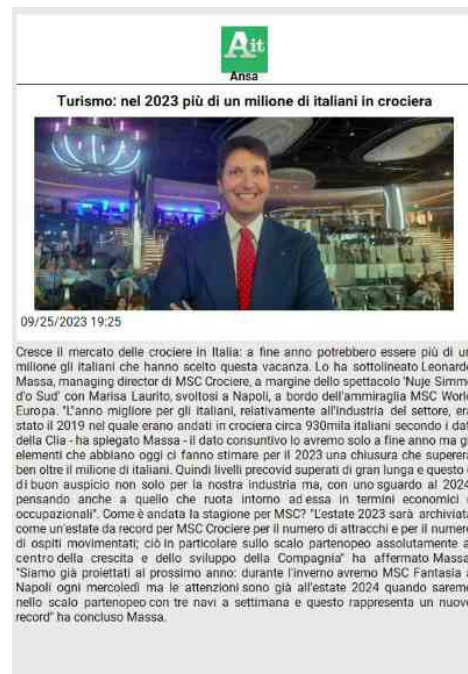 Ait
Ansa
Turismo: nel 2023 più di un milione di italiani in crociera
09/25/2023 19:25
Cresce il mercato delle crociere in Italia: a fine anno potrebbero essere più di un
milione gli italiani che hanno scelto questa vacanza. Lo ha sottolineato Leonardo
Massa, managing director di MSC Crociere, a margine dello spettacolo 'Nuje Simmo
d'o Sud' con Marisa Laurito, svoltosi a Napoli, a bordo dell'ammiraglia MSC World
Europa. "L'anno migliore per gli italiani, relativamente all'industria del settore, era
stato il 2019 nel quale erano andati in crociera circa 930mila italiani secondo i dati
della Clia - ha spiegato Massa - il dato consuntivo lo avremo solo a fine anno ma gli
elementi che abbiano oggi ci fanno stimare per il 2023 una chiusura che supererà
ben oltre il milione di italiani. Quindi livelli precovid superati di gran lunga e questo è
di buon auspicio non solo per la nostra industria ma, con uno sguardo al 2024,
pensando anche a quello che ruota intorno ad essa in termini economici e
occupazionali". Come è andata la stagione per MSC? "L'estate 2023 sarà archiviata
come un'estate da record per MSC Crociere per il numero di attracchi e per il numero
di ospiti movimentati; ciò in particolare sullo scalo partenopeo assolutamente al
centro della crescita e dello sviluppo della Compagnia" ha affermato Massa.
"Siamo già proiettati al prossimo anno: durante l'inverno avremo MSC Fantasia a
Napoli ogni mercoledì ma le attenzioni sono già all'estate 2024 quando saremo
nello scalo partenopeo con tre navi a settimana e questo rappresenta un nuovo
record" ha concluso Massa.